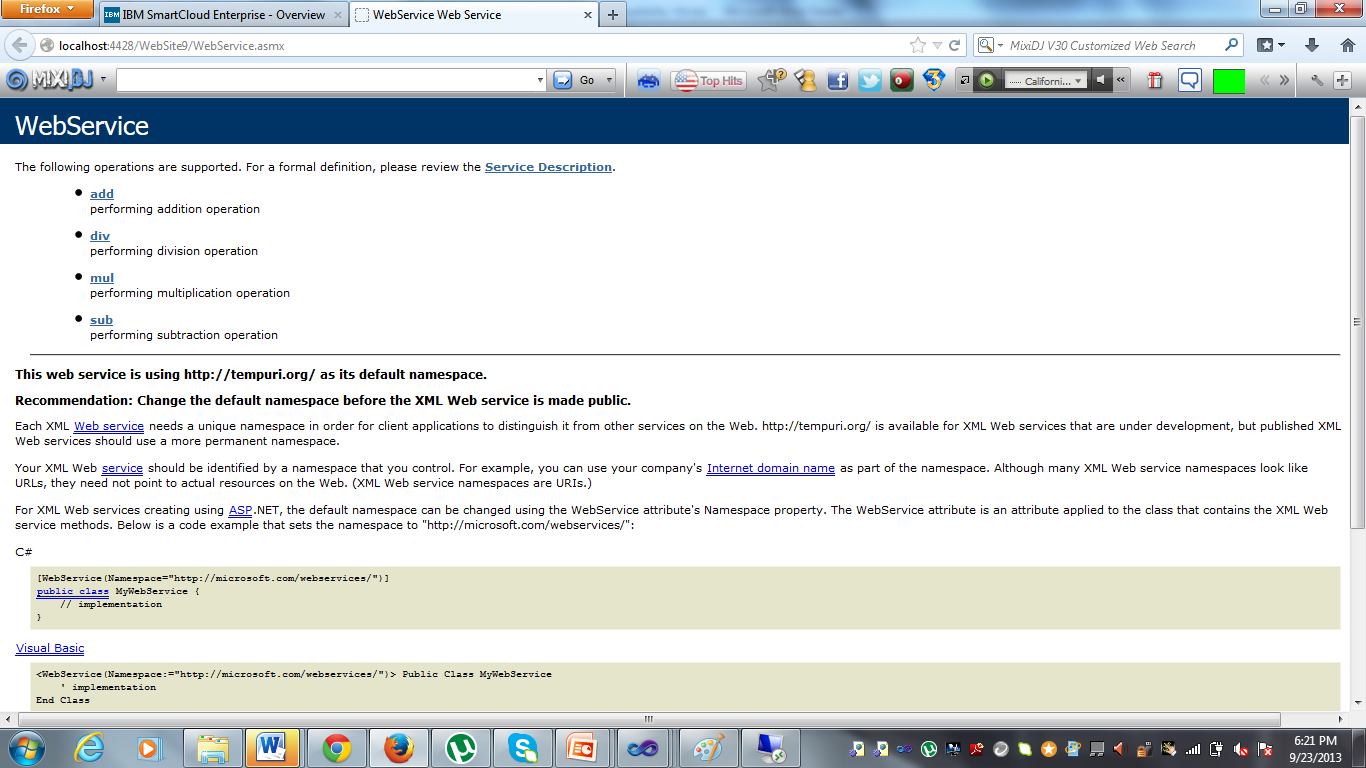 Firefox
IBM IBM SmartCloud Enterprise - Overview
WebService Web Service
localhost:4428/WebSite9/WebService.asmx
MixiDJ V30 Customized Web Search
MIXIDJ
Go
Top Hits
Californi...
WebService
The following operations are supported. For a formal definition, please review the Service Description.
add
performing addition operation
div
performing division operation
mul
performing multiplication operation
sub
performing subtraction operation
This web service is using http://tempuri.org/ as its default namespace.
Recommendation: Change the default namespace before the XML Web service is made public.
Each XML Web service needs a unique namespace in order for client applications to distinguish it from other services on the Web. http://tempuri.org/ is available for XML Web services that are under development, but published XML
Web services should use a more permanent namespace.
Your XML Web service should be identified by a namespace that you control. For example, you can use your company's Internet domain name as part of the namespace. Although many XML Web service namespaces look like
URLs, they need not point to actual resources on the Web. (XML Web service namespaces are URIs.)
For XML Web services creating using ASP.NET, the default namespace can be changed using the WebService attribute's Namespace property. The WebService attribute is an attribute applied to the class that contains the XML Web
service methods. Below is a code example that sets the namespace to "http://microsoft.com/webservices/":
C#
[WebService(Namespace="http://microsoft.com/webservices/")]
public class MyWebService {
// implementation
}
Visual Basic
<WebService(Namespace:="http://microsoft.com/webservices/")> Public Class MyWebService
' implementation
End Class
6:21 PM
9/23/2013